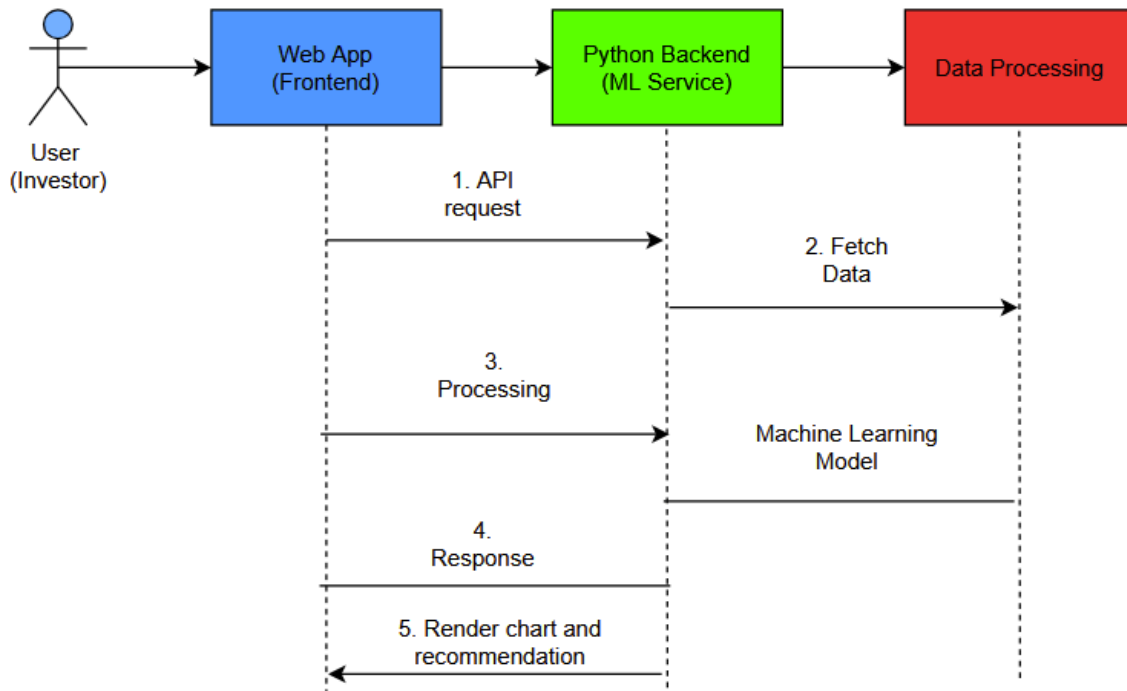 User
(Investor)
Web App
(Frontend)
Python Backend
(ML Service)
Data Processing
1. API
request
2. Fetch
Data
3.
Processing
Machine Learning
Model
4.
Response
5. Render chart and
recommendation